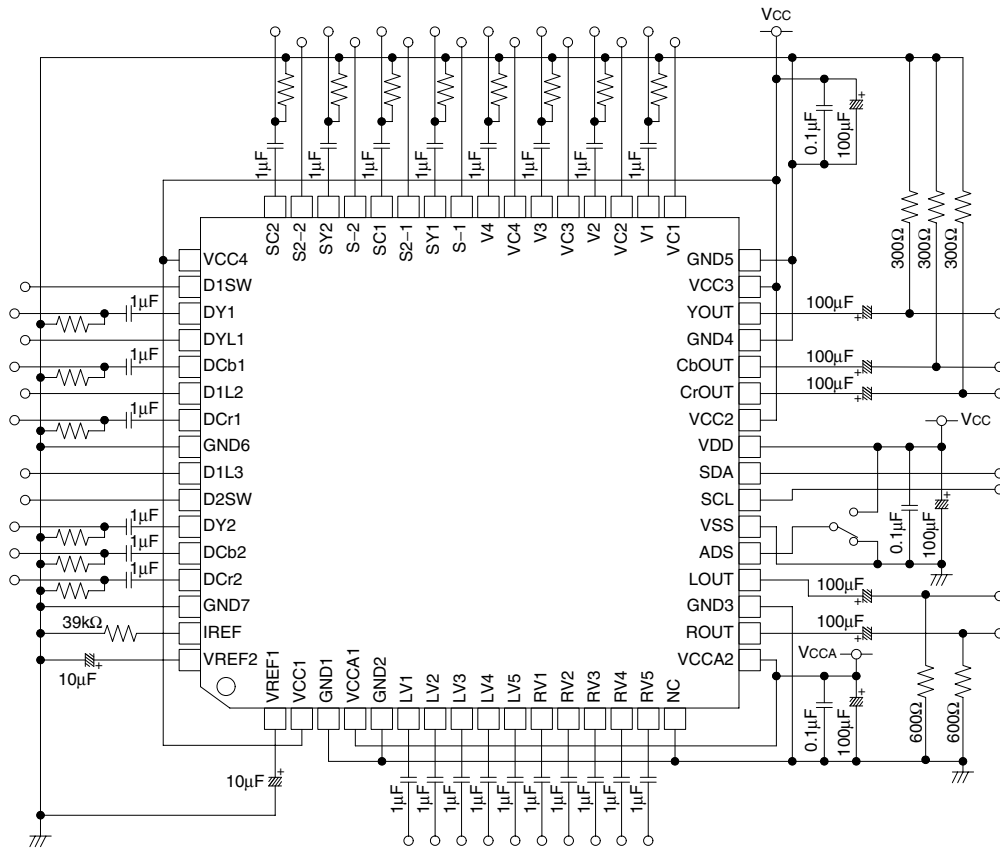 VCC
1μF 1μF 1μF 1μF 1μF 1μF 1μF 1μF
0.1μF 100μF
SC2 S2-2 SY2 S-2 SC1 S2-1 SY1 S-1 V4 VC4 V3 VC3 V2 VC2 V1 VC1
300Ω 300Ω 300Ω
VCC4 GND5
D1SW VCC3
1μF DY1 YOUT 100μF +
DYL1 GND4
1μF DCb1 CbOUT 100μF +
D1L2 CrOUT 100μF +
1μF DCr1 VCC2 VCC
GND6 VDD
D1L3 SDA
D2SW SCL
1μF DY2 VSS
1μF DCb2 ADS
0.1μF 100μF +
1μF DCr2 LOUT 100μF +
GND7 GND3
39kΩ IREF ROUT 100μF +
10μF + VREF2 VCCA2 VCCA
VREF1 VCC1 GND1 VCCA1 GND2 LV1 LV2 LV3 LV4 LV5 RV1 RV2 RV3 RV4 RV5 NC
0.1μF 100μF +
600Ω 600Ω
10μF +
1μF 1μF 1μF 1μF 1μF 1μF 1μF 1μF 1μF 1μF